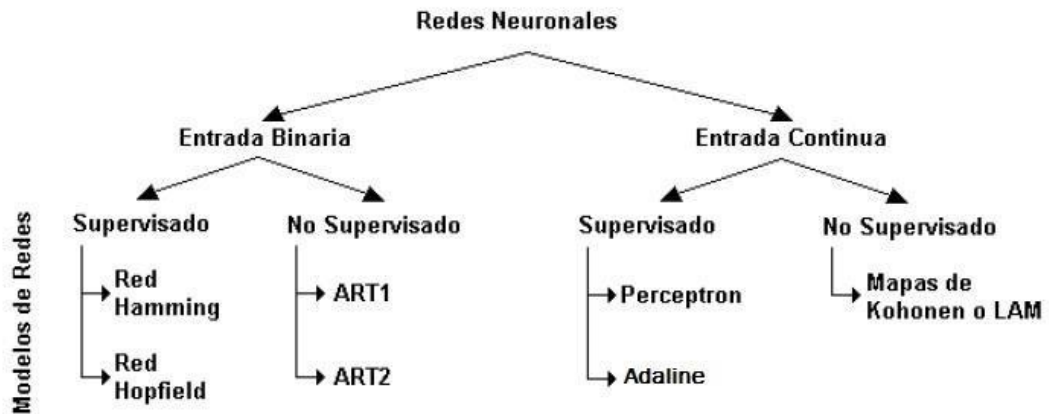 Redes Neuronales
Entrada Binaria
Entrada Continua
Modelos de Redes
Supervisado
No Supervisado
Supervisado
No Supervisado
Red
Hamming
ART1
Perceptron
Mapas de
Kohonen o LAM
Red
Hopfield
ART2
Adaline